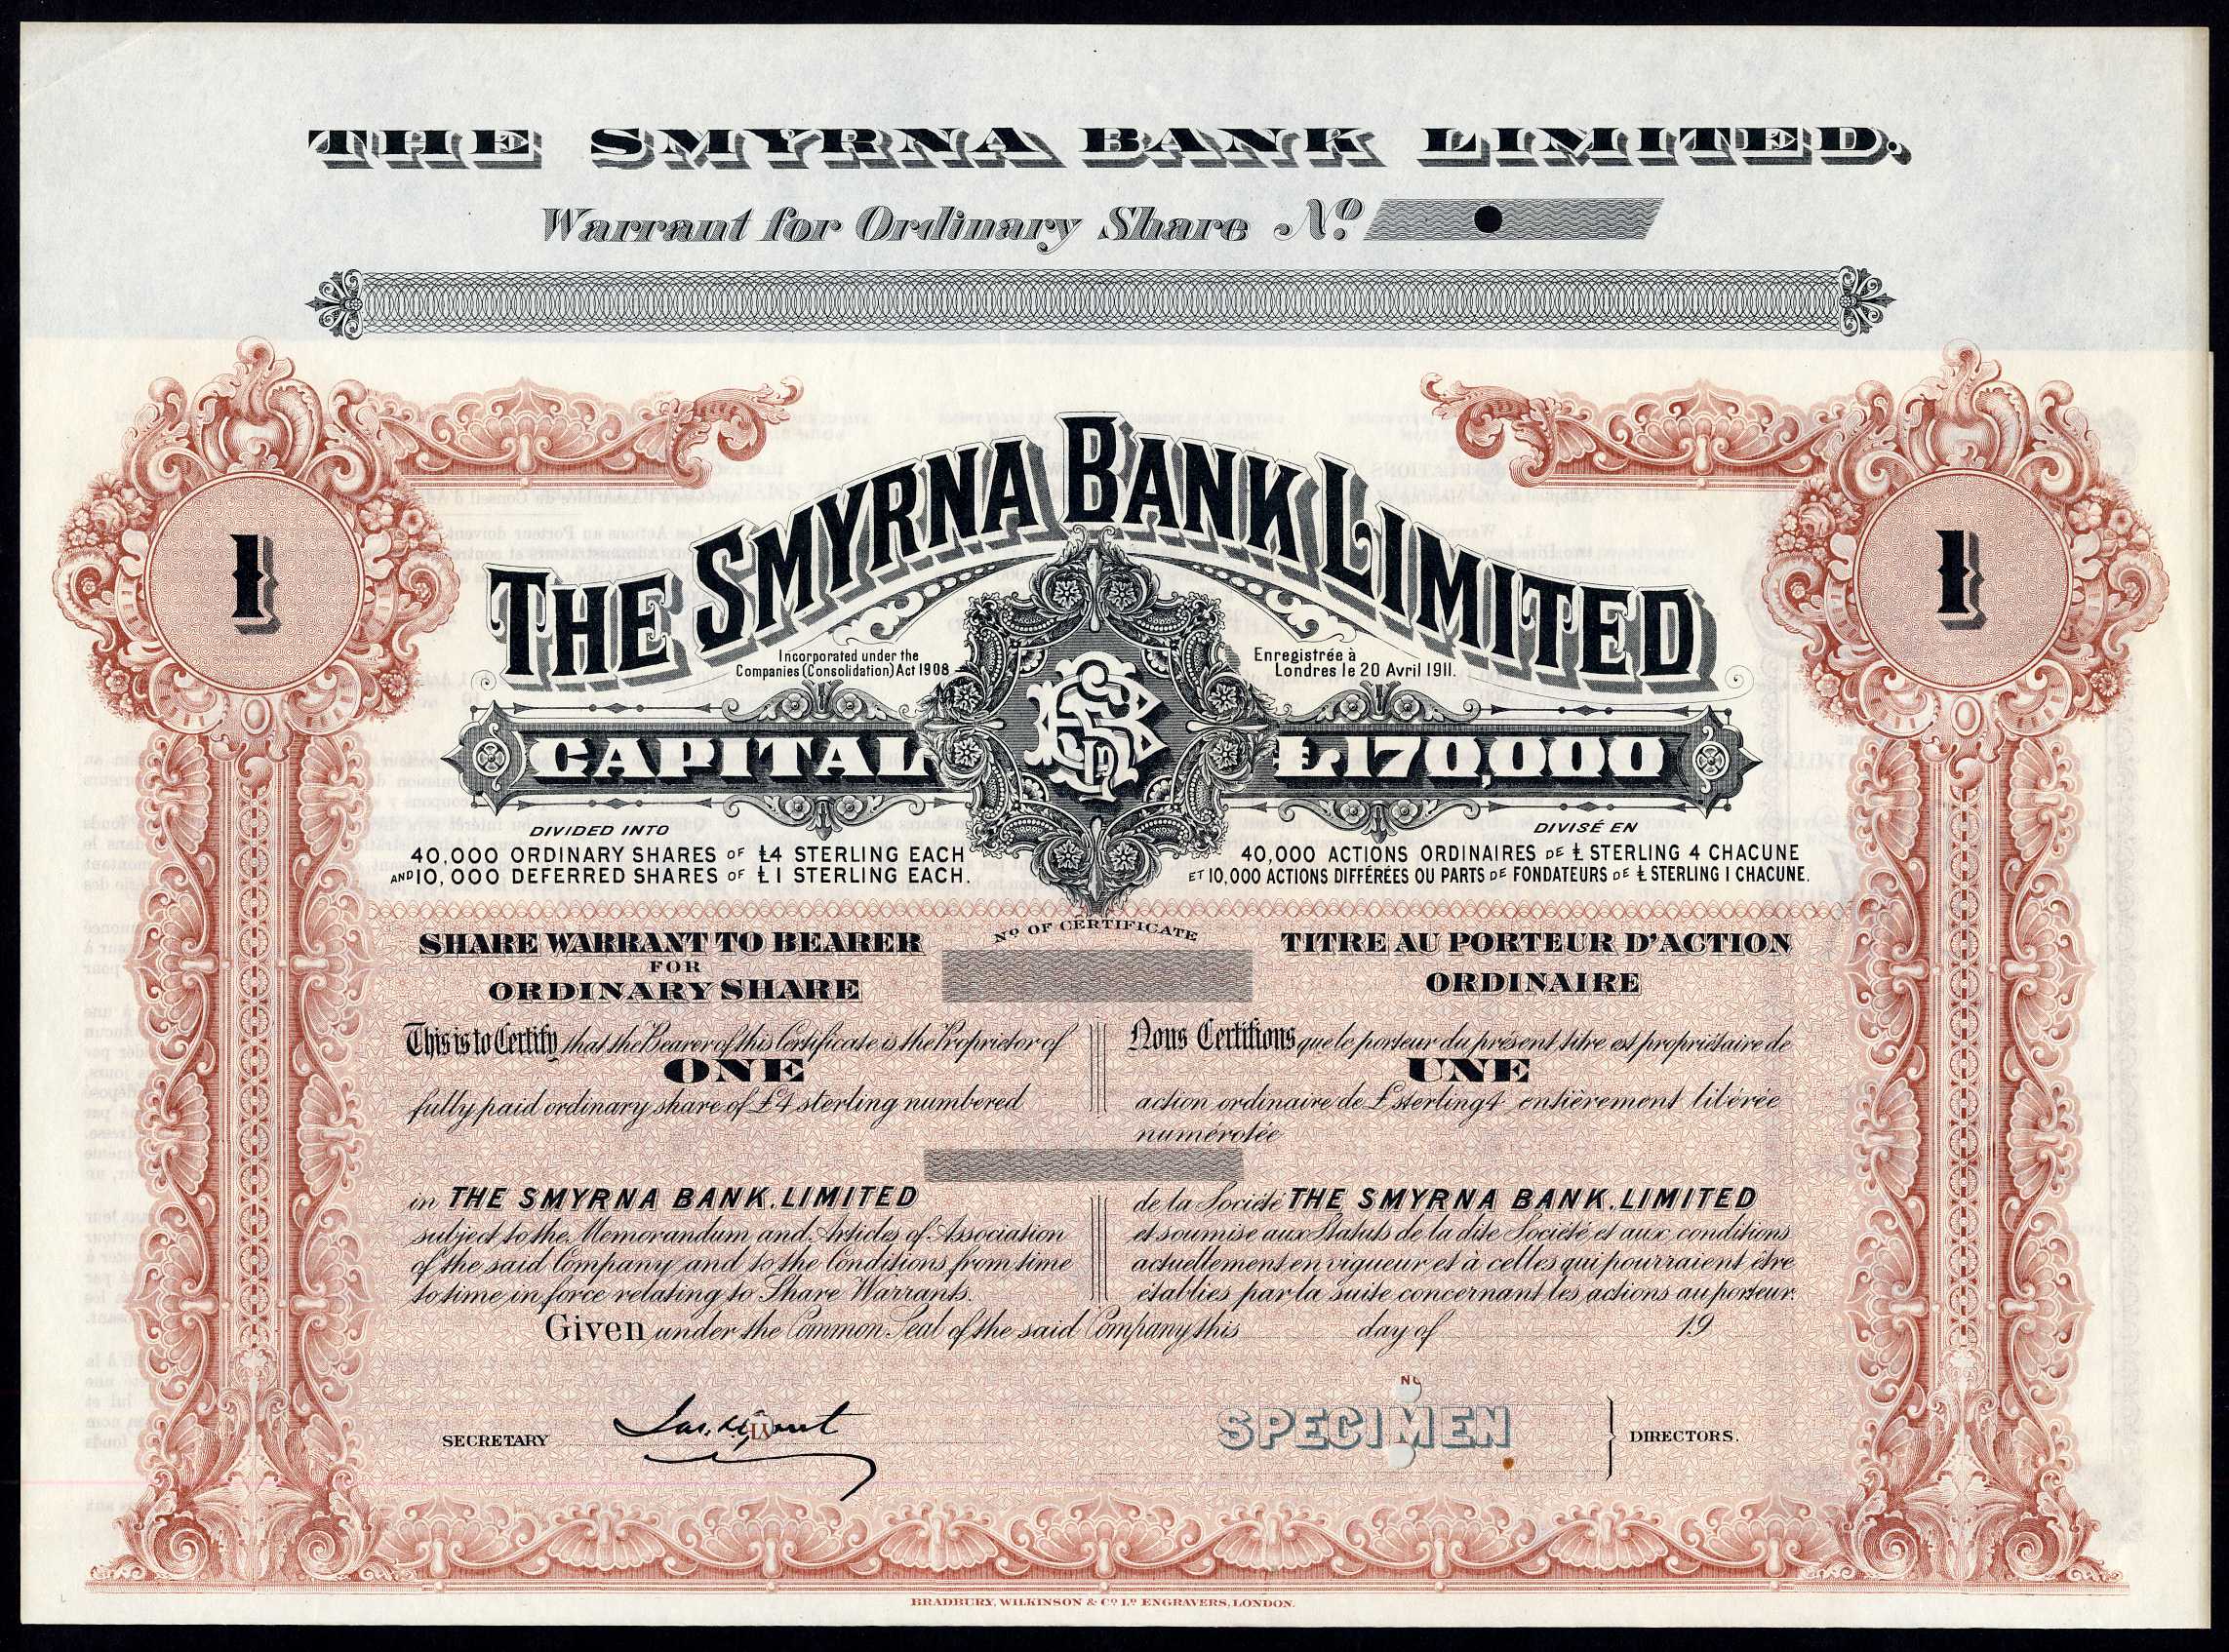 THE SMYRNA BANK LIMITED.
Warrant for Ordinary Share Nº
1
1
THE SMYRNA BANK LIMITED
Incorporated under the
Companies (Consolidation) Act 1908
Enregistrée à
Londres le 20 Avril 1911.
CAPITAL £170,000
DIVIDED INTO
40,000 ORDINARY SHARES OF £4 STERLING EACH
AND 10,000 DEFERRED SHARES OF £1 STERLING EACH.
DIVISÉ EN
40,000 ACTIONS ORDINAIRES DE £ STERLING 4 CHACUNE
ET 10,000 ACTIONS DIFFÉRÉES OU PARTS DE FONDATEURS DE £ STERLING 1 CHACUNE.
Nº OF CERTIFICATE
SHARE WARRANT TO BEARER
FOR
ORDINARY SHARE
This is to Certify that the Bearer of this Certificate is the Proprietor of
ONE
fully paid ordinary share of £4 sterling numbered
TITRE AU PORTEUR D'ACTION
ORDINAIRE
Nous Certifions que le porteur du présent titre est propriétaire de
UNE
action ordinaire de £ sterling 4 entièrement libérée
numérotée
in THE SMYRNA BANK, LIMITED
subject to the Memorandum and Articles of Association
of the said Company and to the Conditions from time
to time in force relating to Share Warrants.
de la Société THE SMYRNA BANK, LIMITED
et soumise aux Statuts de la dite Société et aux conditions
actuellement en vigueur et à celles qui pourraient être
établies par la suite concernant les actions au porteur.
Given under the Common Seal of the said Company this day of 19
SECRETARY
SPECIMEN
DIRECTORS.
BRADBURY, WILKINSON & Cº Lº ENGRAVERS, LONDON.